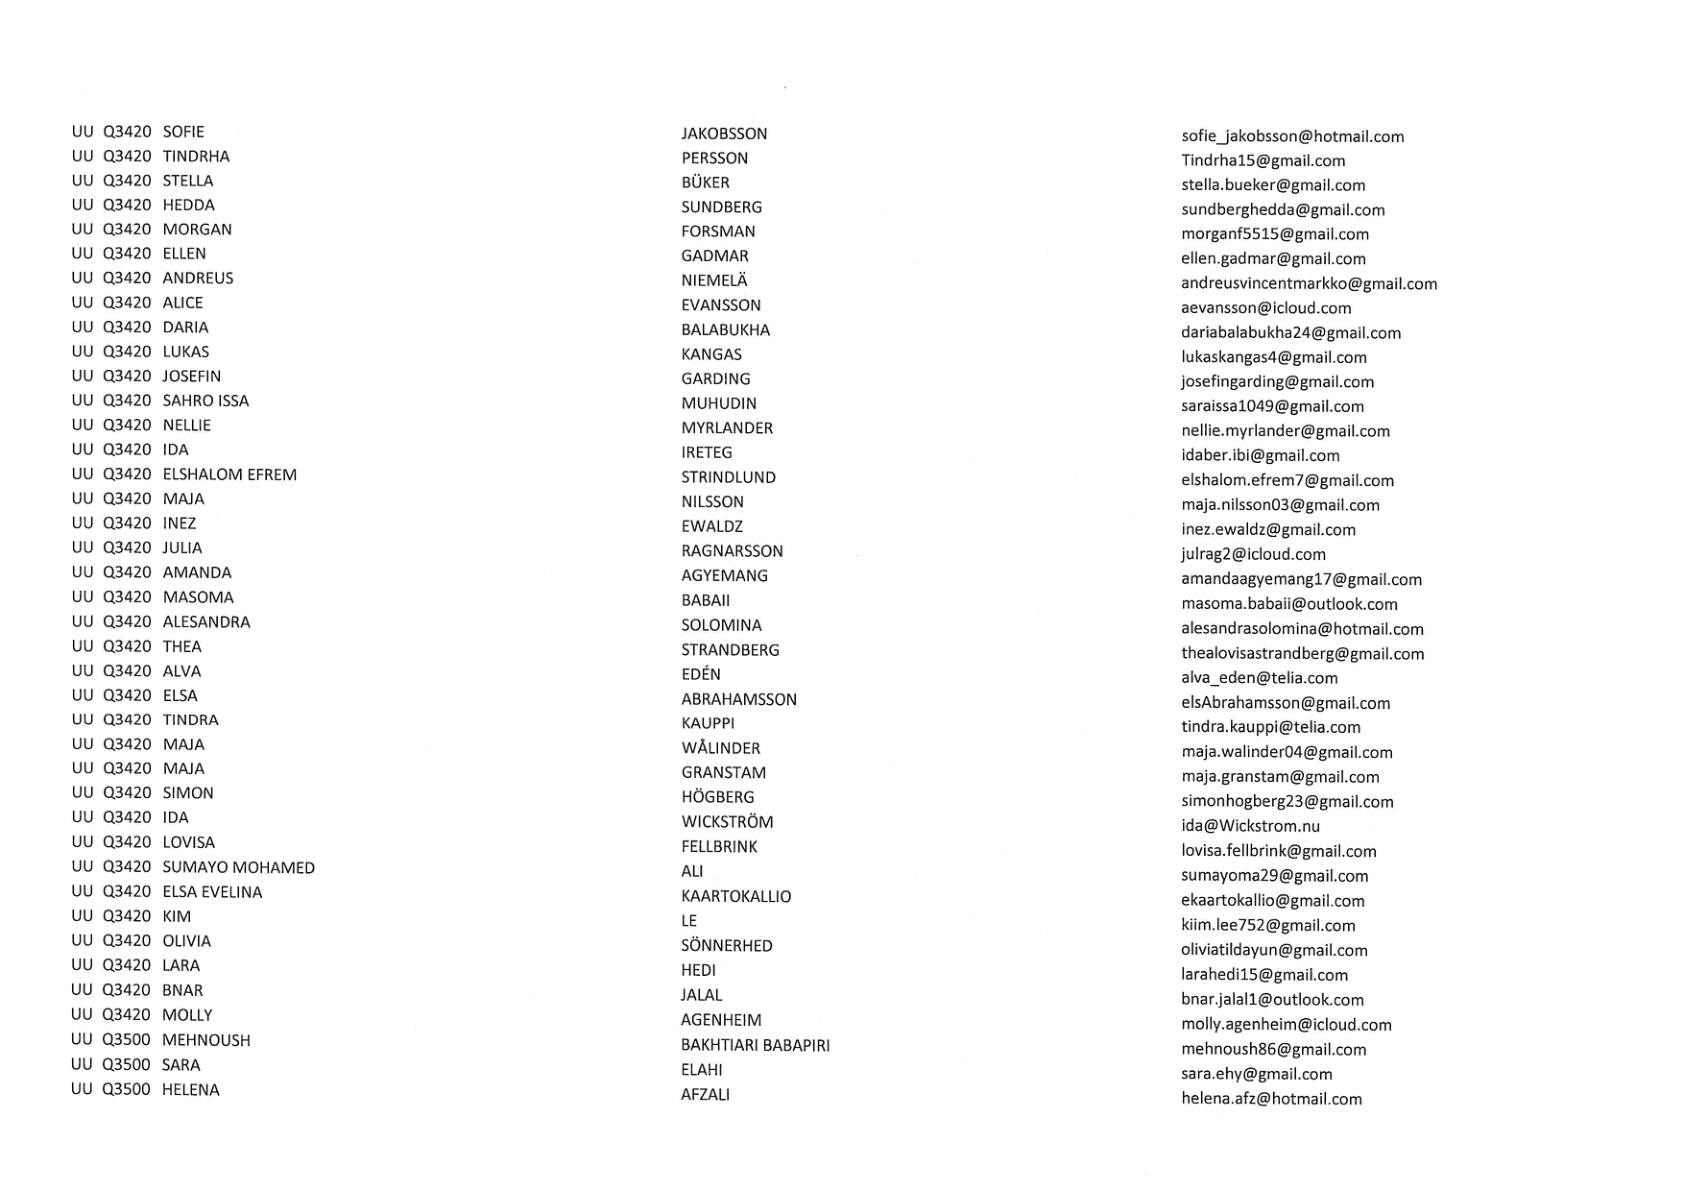 UU Q3420 SOFIE JAKOBSSON sofie_jakobsson@hotmail.com
UU Q3420 TINDRHA PERSSON Tindrha15@gmail.com
UU Q3420 STELLA BÜKER stella.bueker@gmail.com
UU Q3420 HEDDA SUNDBERG sundberghedda@gmail.com
UU Q3420 MORGAN FORSMAN morganf5515@gmail.com
UU Q3420 ELLEN GADMAR ellen.gadmar@gmail.com
UU Q3420 ANDREUS NIEMELÄ andreusvincentmarkko@gmail.com
UU Q3420 ALICE EVANSSON aevansson@icloud.com
UU Q3420 DARIA BALABUKHA dariabalabukha24@gmail.com
UU Q3420 LUKAS KANGAS lukaskangas4@gmail.com
UU Q3420 JOSEFIN GARDING josefingarding@gmail.com
UU Q3420 SAHRO ISSA MUHUDIN saraissa1049@gmail.com
UU Q3420 NELLIE MYRLANDER nellie.myrlander@gmail.com
UU Q3420 IDA IRETEG idaber.ibi@gmail.com
UU Q3420 ELSHALOM EFREM STRINDLUND elshalom.efrem7@gmail.com
UU Q3420 MAJA NILSSON maja.nilsson03@gmail.com
UU Q3420 INEZ EWALDZ inez.ewaldz@gmail.com
UU Q3420 JULIA RAGNARSSON julrag2@icloud.com
UU Q3420 AMANDA AGYEMANG amandaagyemang17@gmail.com
UU Q3420 MASOMA BABAII masoma.babaii@outlook.com
UU Q3420 ALESANDRA SOLOMINA alesandrasolomina@hotmail.com
UU Q3420 THEA STRANDBERG thealovisastrandberg@gmail.com
UU Q3420 ALVA EDÉN alva_eden@telia.com
UU Q3420 ELSA ABRAHAMSSON elsAbrahamsson@gmail.com
UU Q3420 TINDRA KAUPPI tindra.kauppi@telia.com
UU Q3420 MAJA WÅLINDER maja.walinder04@gmail.com
UU Q3420 MAJA GRANSTAM maja.granstam@gmail.com
UU Q3420 SIMON HÖGBERG simonhogberg23@gmail.com
UU Q3420 IDA WICKSTRÖM ida@Wickstrom.nu
UU Q3420 LOVISA FELLBRINK lovisa.fellbrink@gmail.com
UU Q3420 SUMAYO MOHAMED ALI sumayoma29@gmail.com
UU Q3420 ELSA EVELINA KAARTOKALLIO ekaartokallio@gmail.com
UU Q3420 KIM LE kiim.lee752@gmail.com
UU Q3420 OLIVIA SÖNNERHED oliviatildayun@gmail.com
UU Q3420 LARA HEDI larahedi15@gmail.com
UU Q3420 BNAR JALAL bnar.jalal1@outlook.com
UU Q3420 MOLLY AGENHEIM molly.agenheim@icloud.com
UU Q3500 MEHNOUSH BAKHTIARI BABAPIRI mehnoush86@gmail.com
UU Q3500 SARA ELAHI sara.ehy@gmail.com
UU Q3500 HELENA AFZALI helena.afz@hotmail.com